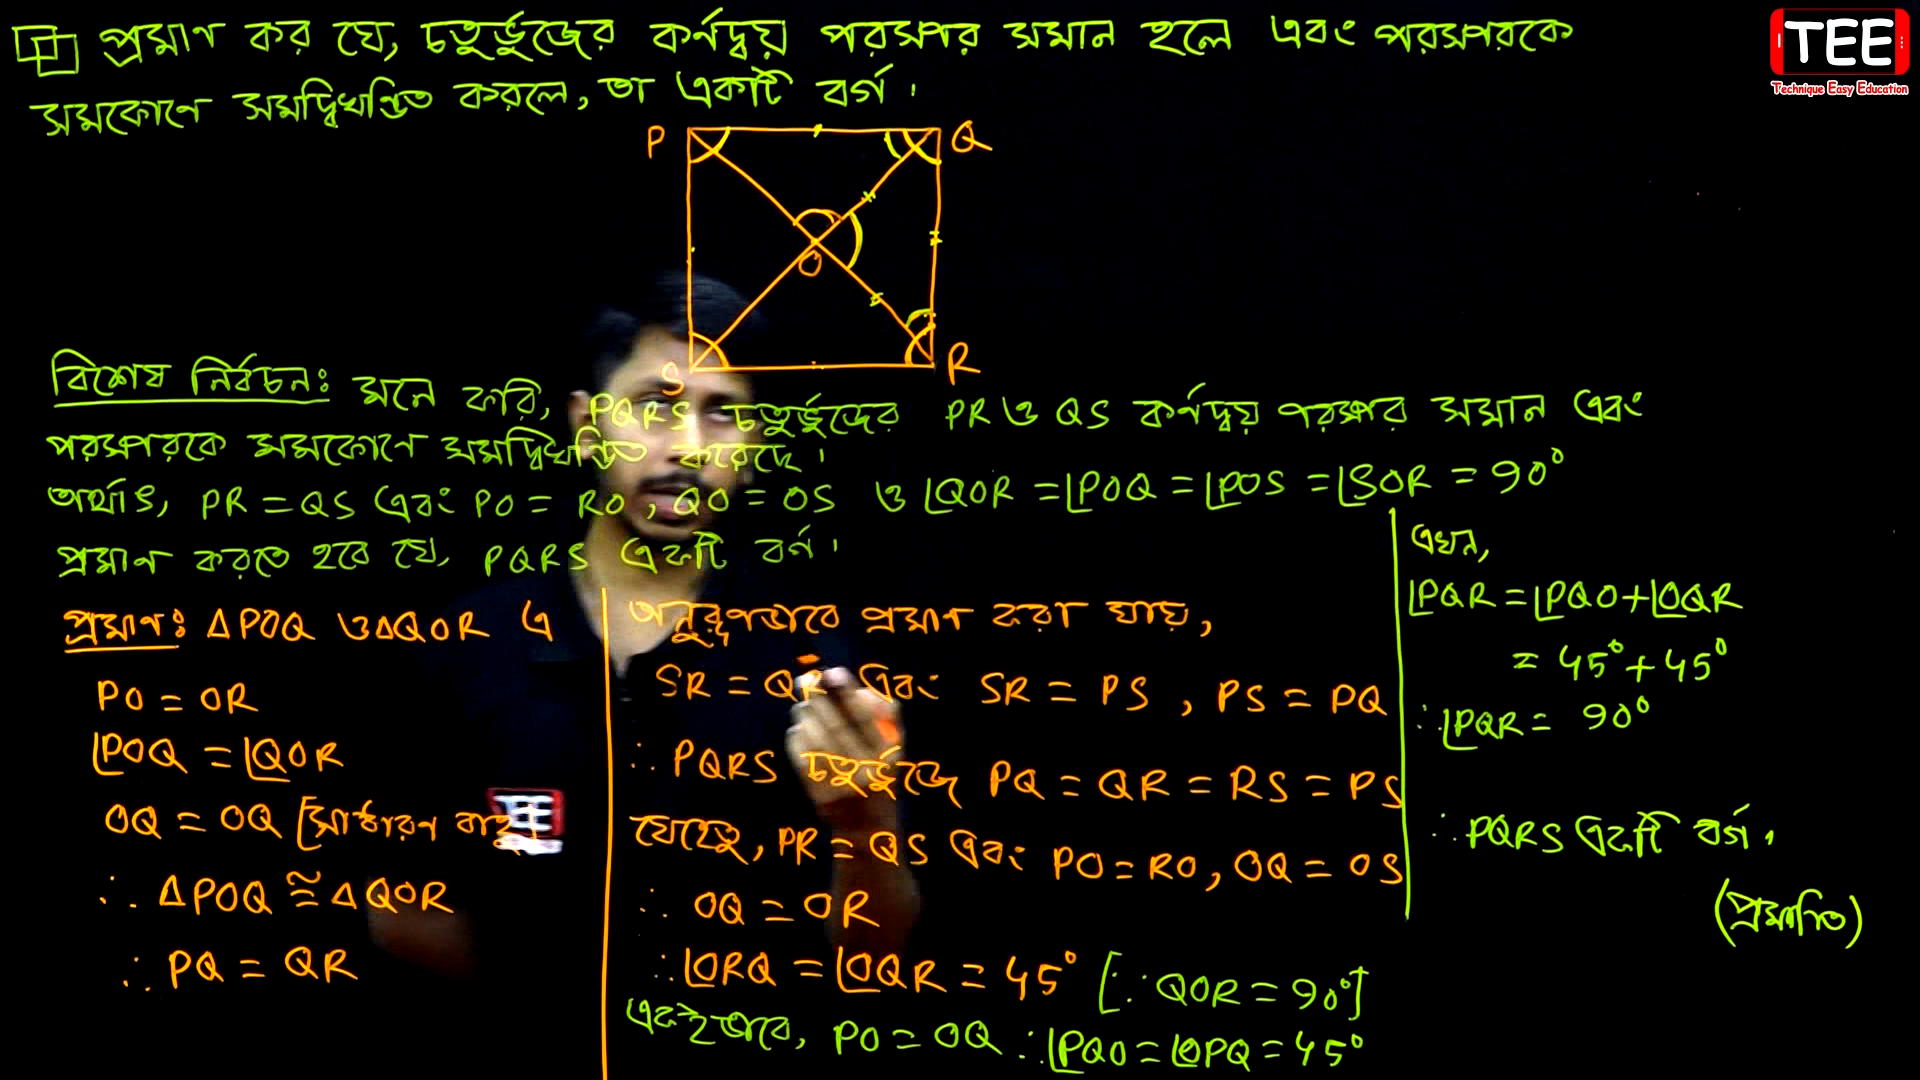 প্রমাণ কর যে, চতুর্ভুজের কর্ণদ্বয় পরস্পর সমান হলে এবং পরস্পরকে
সমকোণে সমদ্বিখন্ডিত করলে, তা একটি বর্গ।
TEE
Technique Easy Education
P
Q
O
S
R
বিশেষ নির্বচন: মনে করি, PQRS চতুর্ভুজের PR ও QS কর্ণদ্বয় পরস্পর সমান এবং
পরস্পরকে সমকোণে সমদ্বিখন্ডিত করেছে।
অর্থাৎ, PR = QS এবং PO = RO, QO = OS ও ∠QOR = ∠POQ = ∠POS = ∠SOR = 90°
প্রমাণ করতে হবে যে, PQRS একটি বর্গ।
প্রমাণ: ΔPOQ ও ΔQOR এ
PO = OR
∠POQ = ∠QOR
OQ = OQ [সাধারণ বাহু]
∴ ΔPOQ ≅ ΔQOR
∴ PQ = QR
অনুরূপভাবে প্রমাণ করা যায়,
SR = QR এবং SR = PS, PS = PQ
∴ PQRS চতুর্ভুজে PQ = QR = RS = PS
যেহেতু, PR = QS এবং PO = RO, OQ = OS
∴ OQ = OR
∴ ∠ORQ = ∠OQR = 45° [∵ QOR = 90°]
একইভাবে, PO = OQ ∴ ∠PQO = ∠OPQ = 45°
এখন,
∠PQR = ∠PQO + ∠OQR
= 45° + 45°
∴ ∠PQR = 90°
∴ PQRS একটি বর্গ,
(প্রমাণিত)
TEE